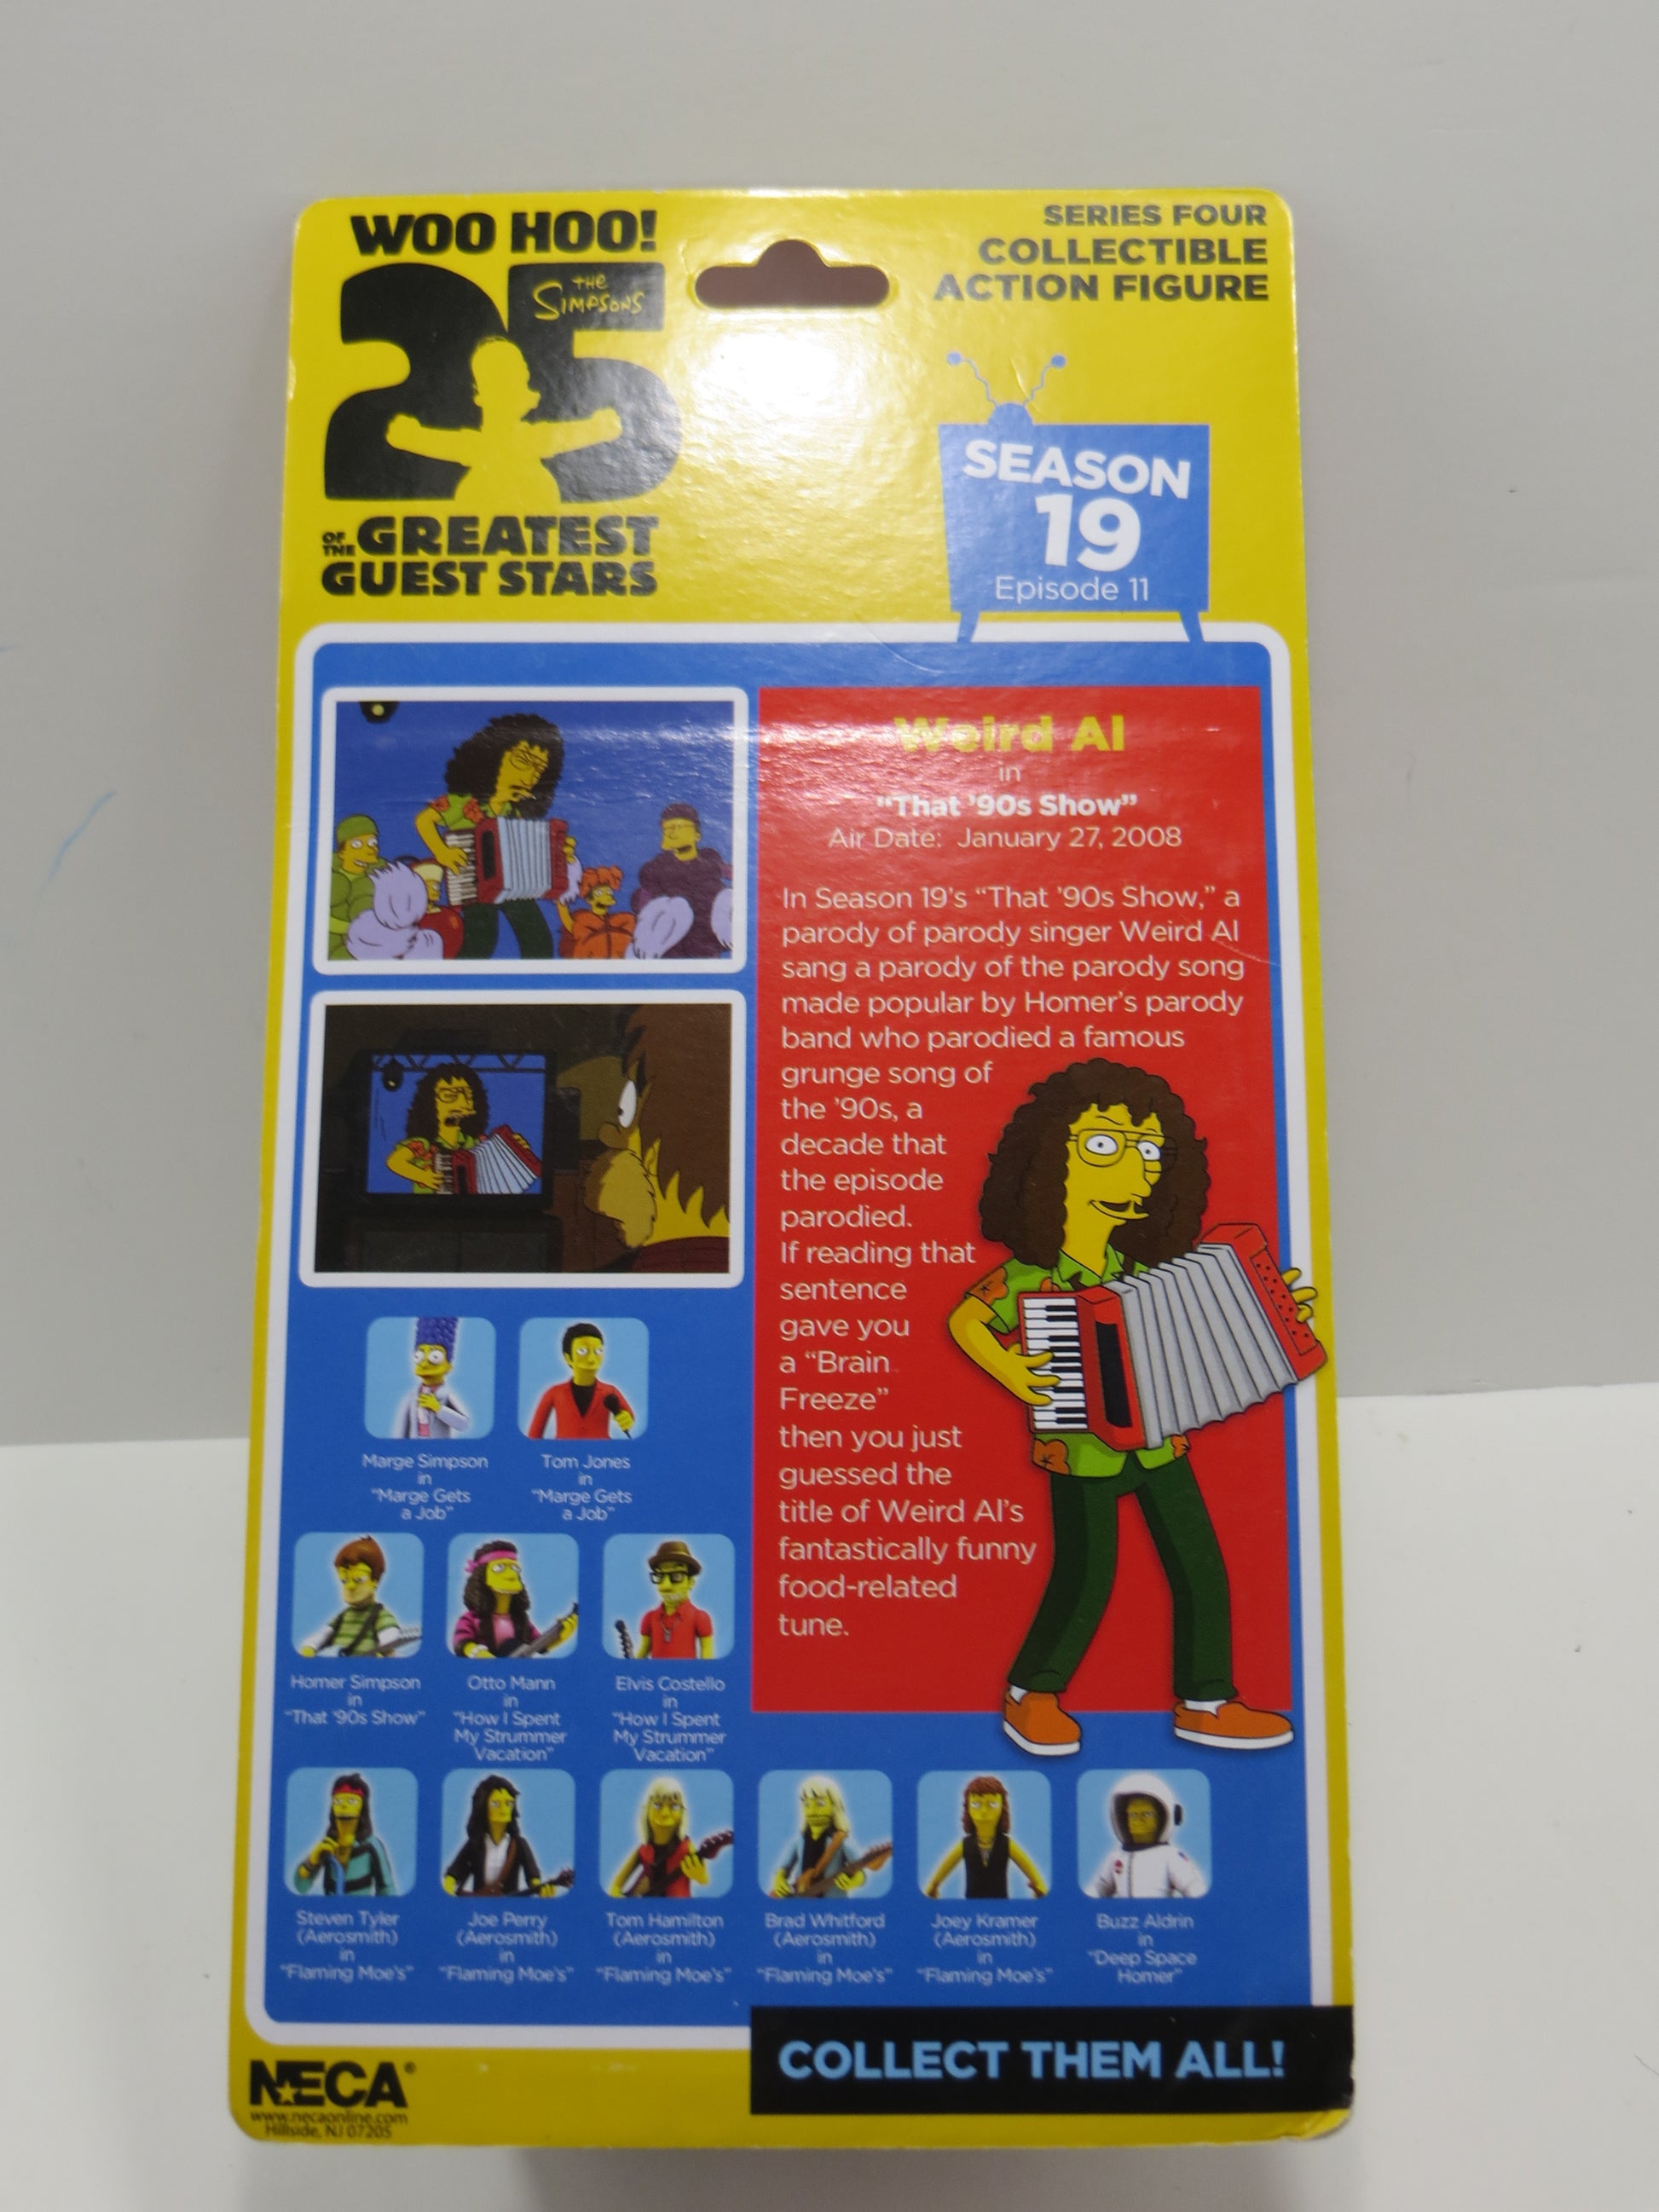 WOO HOO!
25
THE
SIMPSONS
OF THE GREATEST
GUEST STARS
SERIES FOUR
COLLECTIBLE
ACTION FIGURE
SEASON
19
Episode 11
Weird Al
in
"That '90s Show"
Air Date: January 27, 2008
In Season 19's "That '90s Show," a
parody of parody singer Weird Al
sang a parody of the parody song
made popular by Homer's parody
band who parodied a famous
grunge song of
the '90s, a
decade that
the episode
parodied.
If reading that
sentence
gave you
a "Brain
Freeze"
then you just
guessed the
title of Weird Al's
fantastically funny
food-related
tune.
Marge Simpson
in
"Marge Gets
a Job"
Tom Jones
in
"Marge Gets
a Job"
Homer Simpson
in
"That '90s Show"
Otto Mann
in
"How I Spent
My Strummer
Vacation"
Elvis Costello
in
"How I Spent
My Strummer
Vacation"
Steven Tyler
(Aerosmith)
in
"Flaming Moe's"
Joe Perry
(Aerosmith)
in
"Flaming Moe's"
Tom Hamilton
(Aerosmith)
in
"Flaming Moe's"
Brad Whitford
(Aerosmith)
in
"Flaming Moe's"
Joey Kramer
(Aerosmith)
in
"Flaming Moe's"
Buzz Aldrin
in
"Deep Space
Homer"
COLLECT THEM ALL!
NECA®
www.necaonline.com
Hillside, NJ 07205